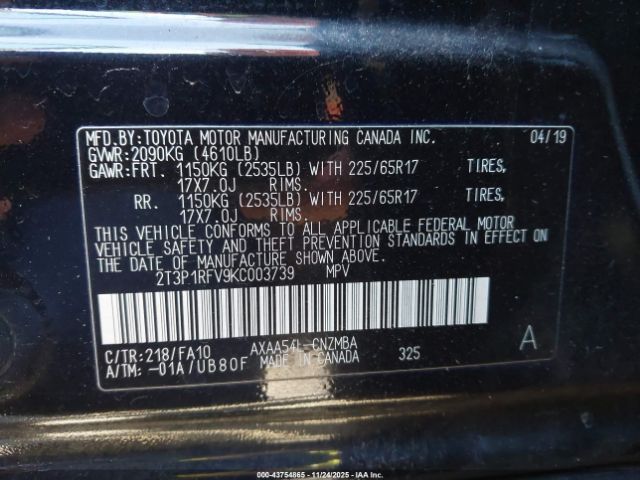 MFD.BY:TOYOTA MOTOR MANUFACTURING CANADA INC. 04/19
GVWR:2090KG (4610LB)
GAWR:FRT. 1150KG (2535LB) WITH 225/65R17 TIRES,
17X7.0J RIMS.
RR. 1150KG (2535LB) WITH 225/65R17 TIRES,
17X7.0J RIMS.
THIS VEHICLE CONFORMS TO ALL APPLICABLE FEDERAL MOTOR
VEHICLE SAFETY AND THEFT PREVENTION STANDARDS IN EFFECT
ON THE DATE OF MANUFACTURE SHOWN ABOVE.
2T3P1RFV9KC003739 MPV
C/TR:218/FA10 AXAA54L-CNZMBA 325 A
A/TM: -01A/UB80F MADE IN CANADA
000-43754865 - 11/24/2025 - IAAI.COM